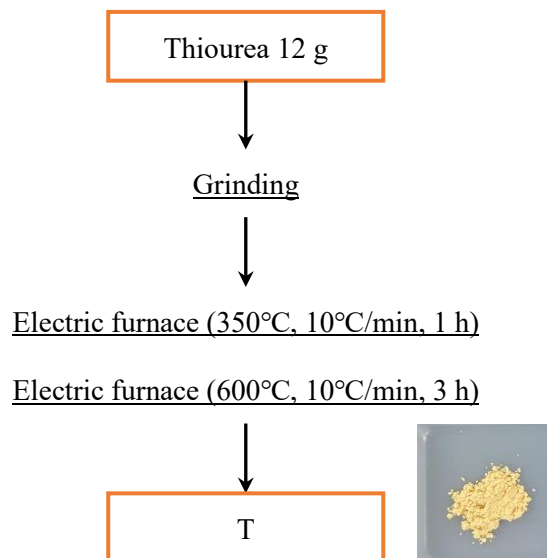 Thiourea 12 g
Grinding
Electric furnace (350℃, 10℃/min, 1 h)
Electric furnace (600℃, 10℃/min, 3 h)
T